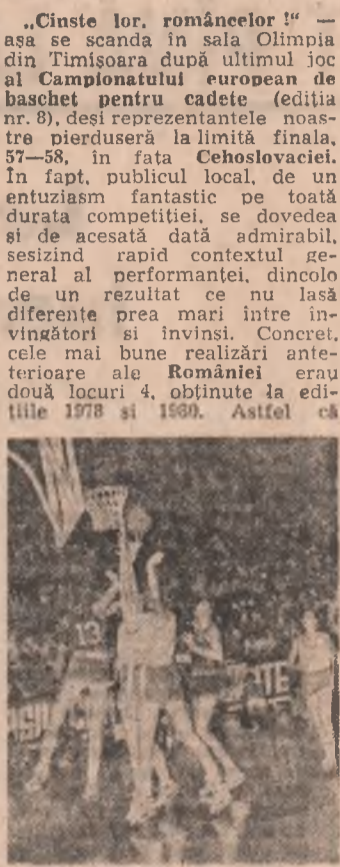 „Cinste lor, româncelor !“ —
așa se scanda în sala Olimpia
din Timișoara după ultimul joc
al Campionatului european de
baschet pentru cadete (ediția
nr. 8), deși reprezentantele noas-
tre pierduseră la limită finala,
57—58, în fața Cehoslovaciei.
În fapt, publicul local, de un
entuziasm fantastic pe toată
durata competiției, se dovedea
și de acesată dată admirabil,
sesizind rapid contextul ge-
neral al performanței, dincolo
de un rezultat ce nu lasă
diferențe prea mari între în-
vingători și învinși. Concret,
cele mai bune realizări ante-
terioare ale României erau
două locuri 4, obținute la edi-
țiile 1978 și 1980. Astfel că
13